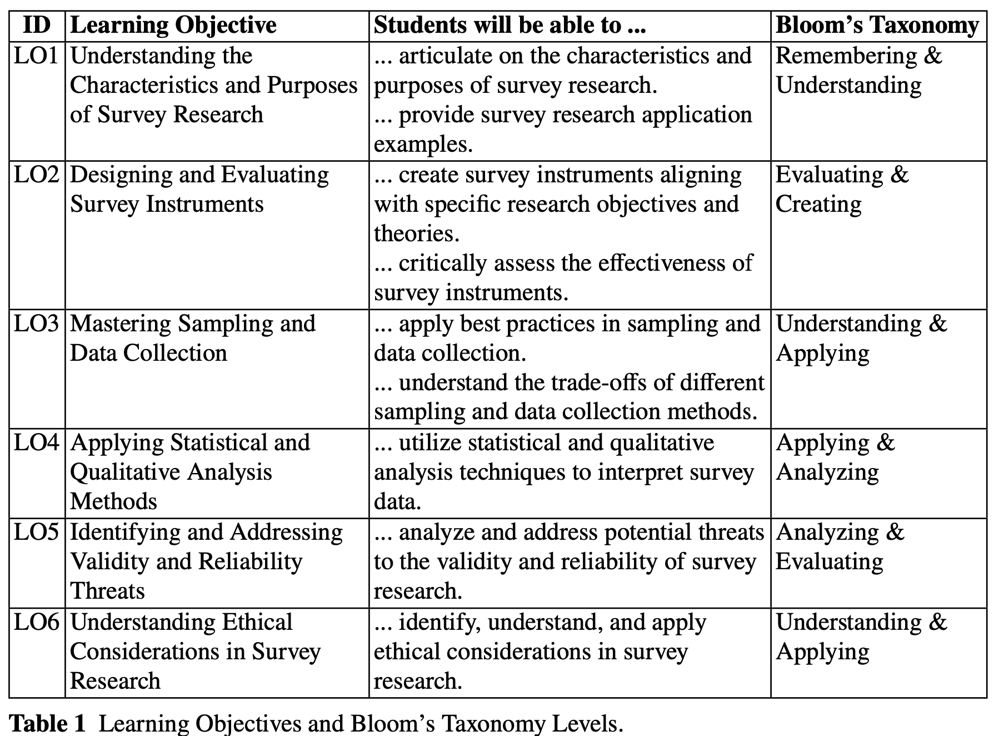 ID Learning Objective Students will be able to ... Bloom’s Taxonomy
LO1 Understanding the ... articulate on the characteristics and Remembering &
Characteristics and Purposes purposes of survey research. Understanding
of Survey Research ... provide survey research application
examples.
LO2 Designing and Evaluating ... create survey instruments aligning Evaluating &
Survey Instruments with specific research objectives and Creating
theories.
... critically assess the effectiveness of
survey instruments.
LO3 Mastering Sampling and ... apply best practices in sampling and Understanding &
Data Collection data collection. Applying
... understand the trade-offs of different
sampling and data collection methods.
LO4 Applying Statistical and ... utilize statistical and qualitative Applying &
Qualitative Analysis analysis techniques to interpret survey Analyzing
Methods data.
LO5 Identifying and Addressing ... analyze and address potential threats Analyzing &
Validity and Reliability to the validity and reliability of survey Evaluating
Threats research.
LO6 Understanding Ethical ... identify, understand, and apply Understanding &
Considerations in Survey ethical considerations in survey Applying
Research research.
Table 1 Learning Objectives and Bloom’s Taxonomy Levels.